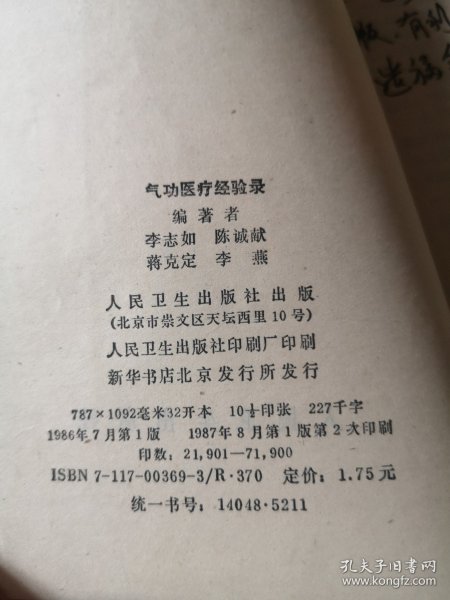 版、有利
造福
气功医疗经验录
编著者
李志如 陈诚献
蒋克定 李燕
人民卫生出版社出版
(北京市崇文区天坛西里10号)
人民卫生出版社印刷厂印刷
新华书店北京发行所发行
787×1092毫米32开本 10½印张 227千字
1986年7月第1版 1987年8月第1版第2次印刷
印数:21,901—71,900
ISBN 7-117-00369-3/R·370 定价:1.75元
统一书号:14048·5211
孔夫子旧书网
www.kongfz.com